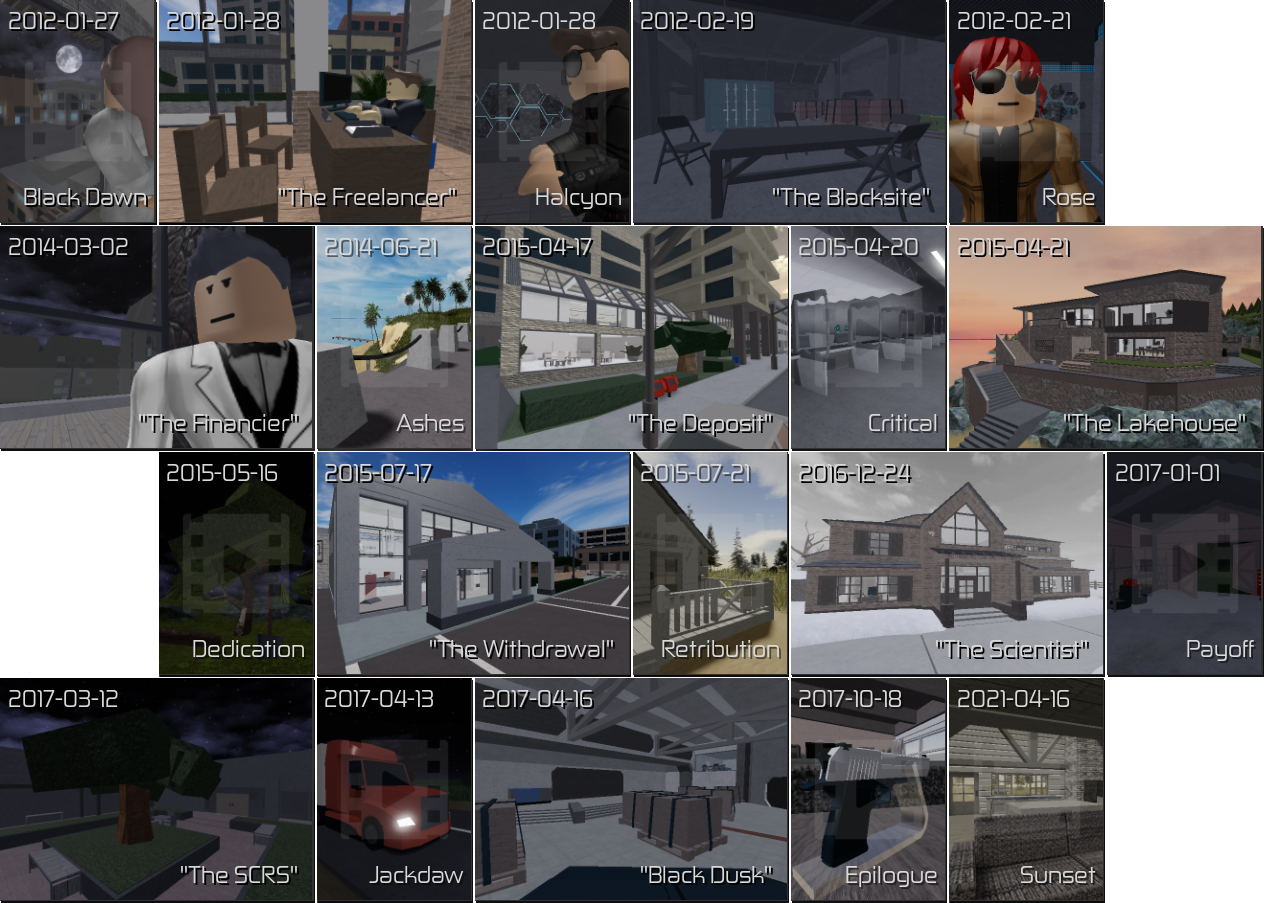 2012-01-27
Black Dawn
2012-01-28
"The Freelancer"
2012-01-28
Halcyon
2012-02-19
"The Blacksite"
2012-02-21
Rose
2014-03-02
"The Financier"
2014-06-21
Ashes
2015-04-17
"The Deposit"
2015-04-20
Critical
2015-04-21
"The Lakehouse"
2015-05-16
Dedication
2015-07-17
"The Withdrawal"
2015-07-21
Retribution
2016-12-24
"The Scientist"
2017-01-01
Payoff
2017-03-12
"The SCRS"
2017-04-13
Jackdaw
2017-04-16
"Black Dusk"
2017-10-18
Epilogue
2021-04-16
Sunset